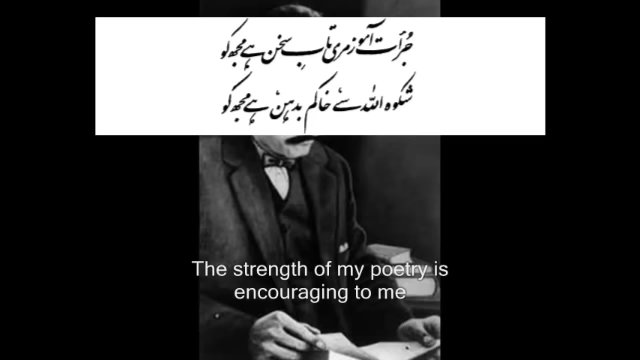 جرأت آموز مری تابِ سخن ہے مجھ کو
شکوہ اللہ سے خاکم بدہن ہے مجھ کو
The strength of my poetry is
encouraging to me